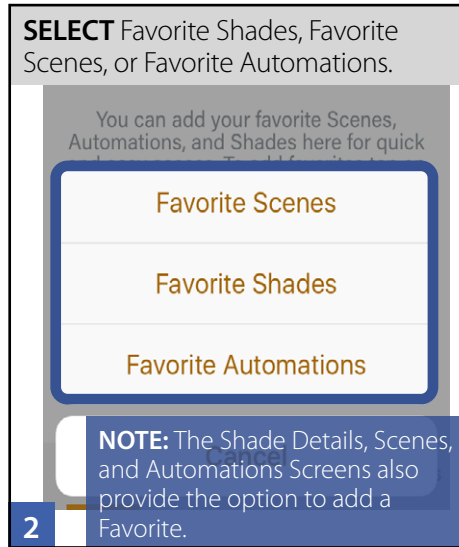 SELECT Favorite Shades, Favorite
Scenes, or Favorite Automations.
You can add your favorite Scenes,
Automations, and Shades here for quick
Favorite Scenes
Favorite Shades
Favorite Automations
Cancel
NOTE: The Shade Details, Scenes,
and Automations Screens also
provide the option to add a
Favorite.
2